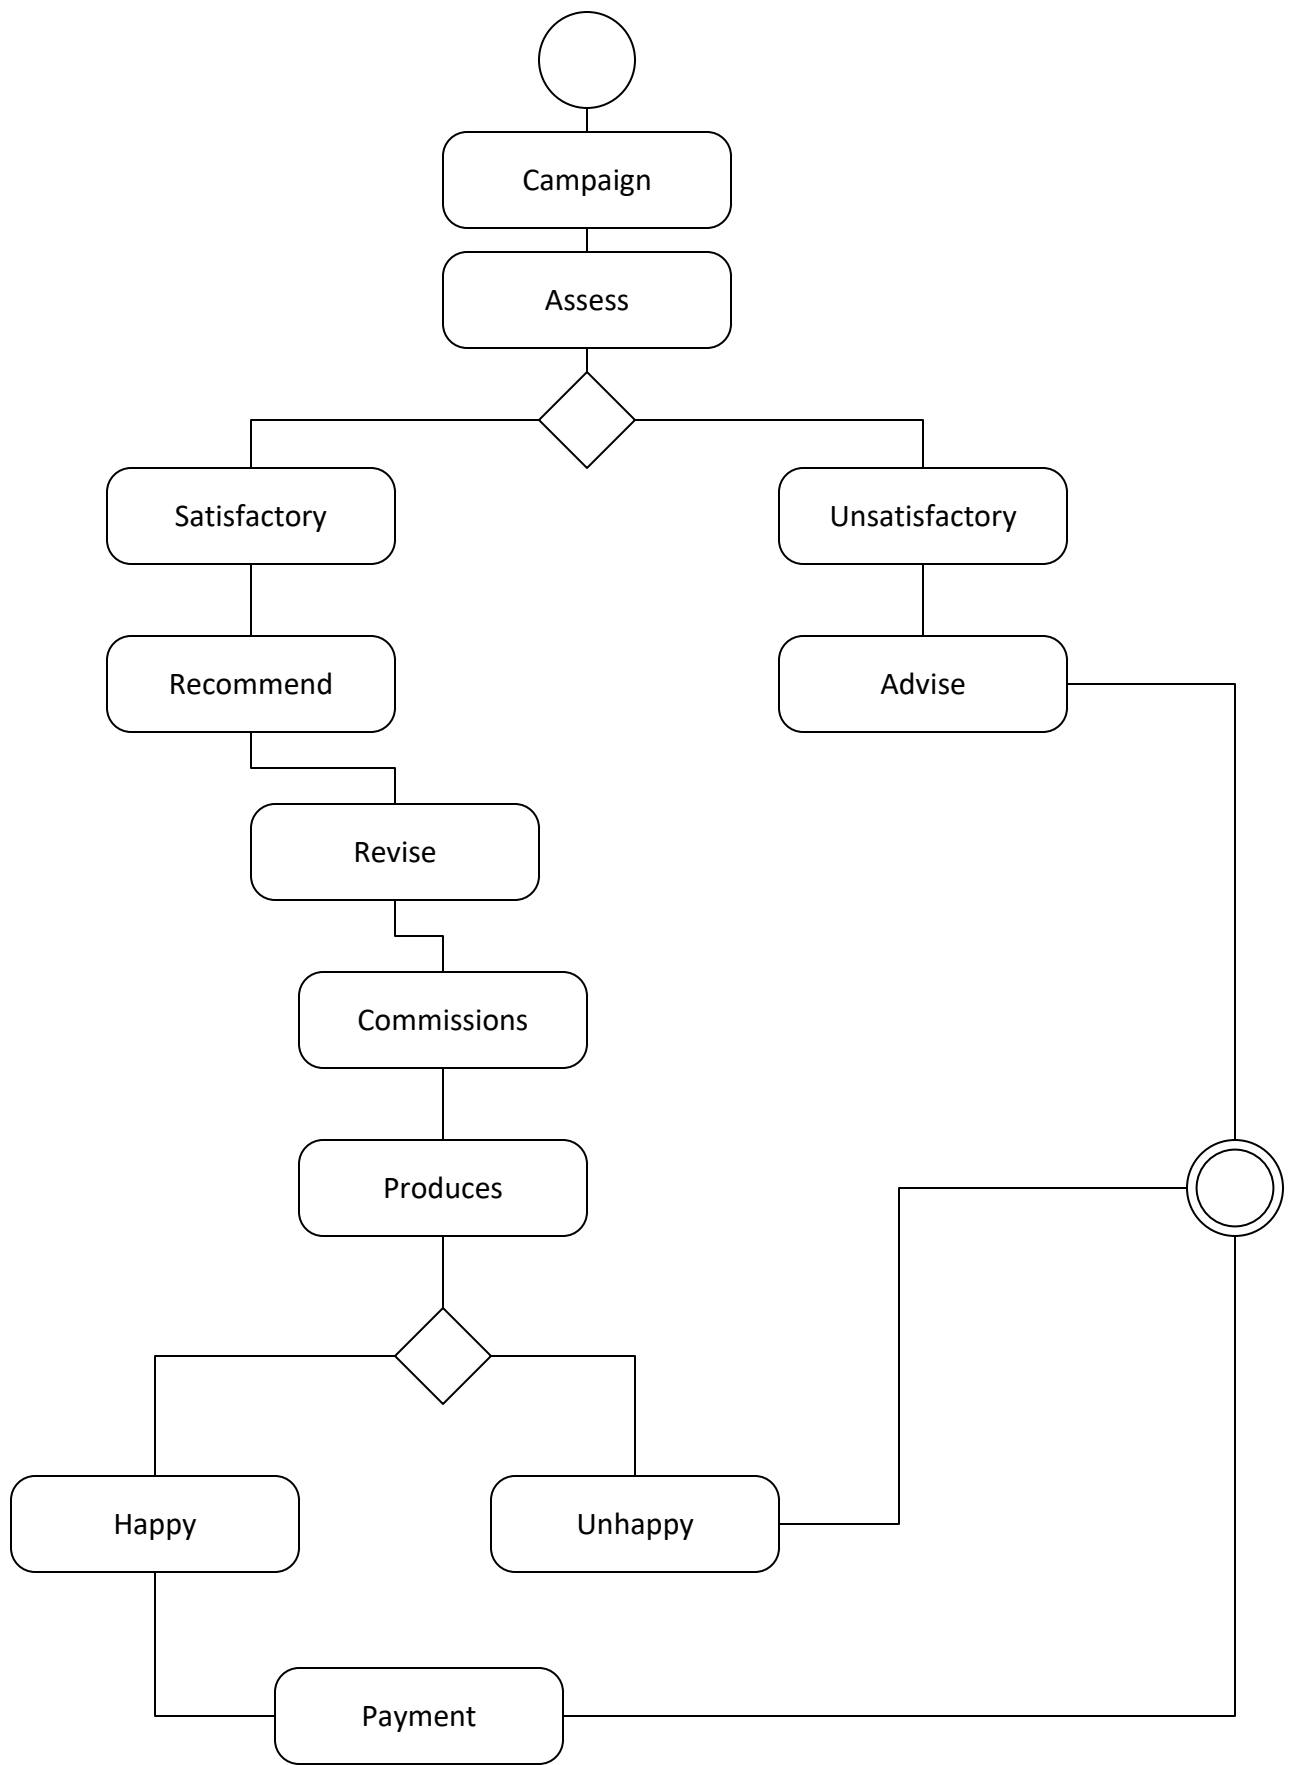 Campaign
Assess
Satisfactory
Unsatisfactory
Recommend
Advise
Revise
Commissions
Produces
Happy
Unhappy
Payment